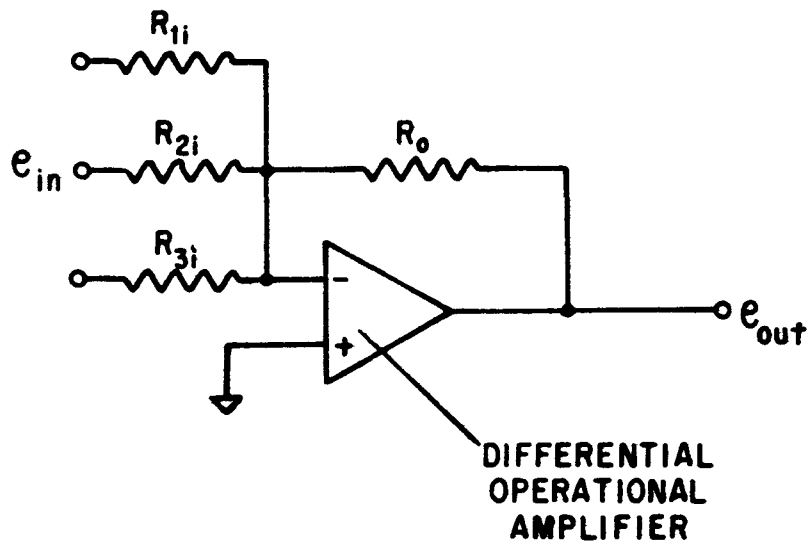 R1i
R2i
Ro
ein
R3i
-
+
eout
DIFFERENTIAL
OPERATIONAL
AMPLIFIER